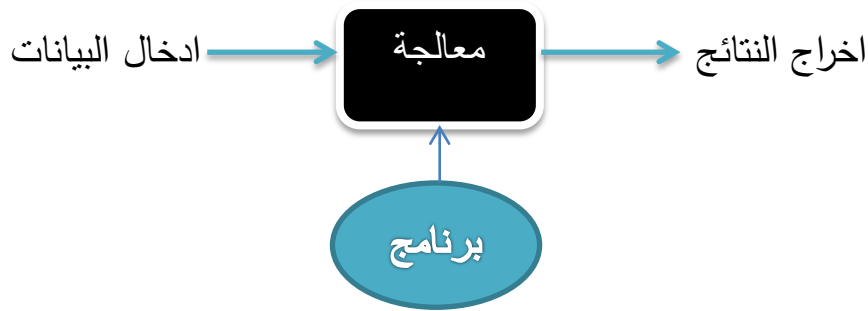 ادخال البيانات
معالجة
اخراج النتائج
برنامج